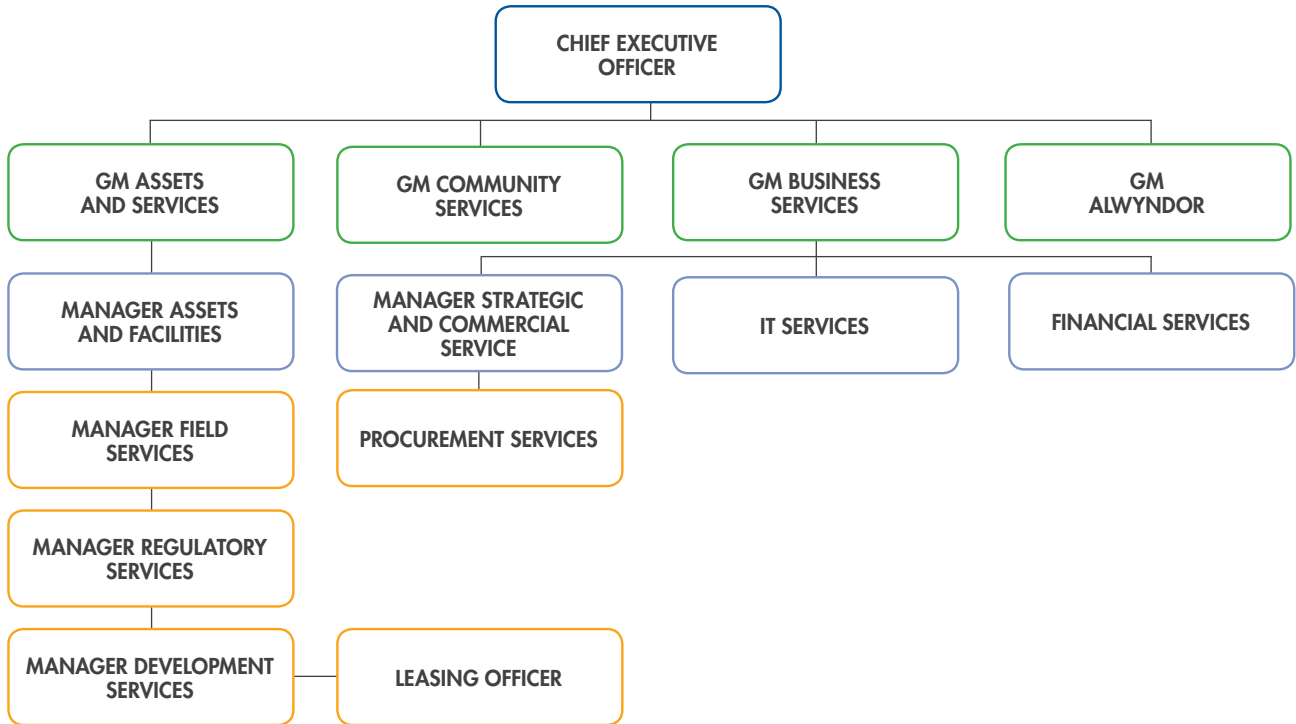 CHIEF EXECUTIVE
OFFICER
GM ASSETS
AND SERVICES
GM COMMUNITY
SERVICES
GM BUSINESS
SERVICES
GM
ALWYNDOR
MANAGER ASSETS
AND FACILITIES
MANAGER STRATEGIC
AND COMMERCIAL
SERVICE
IT SERVICES
FINANCIAL SERVICES
MANAGER FIELD
SERVICES
PROCUREMENT SERVICES
MANAGER REGULATORY
SERVICES
MANAGER DEVELOPMENT
SERVICES
LEASING OFFICER